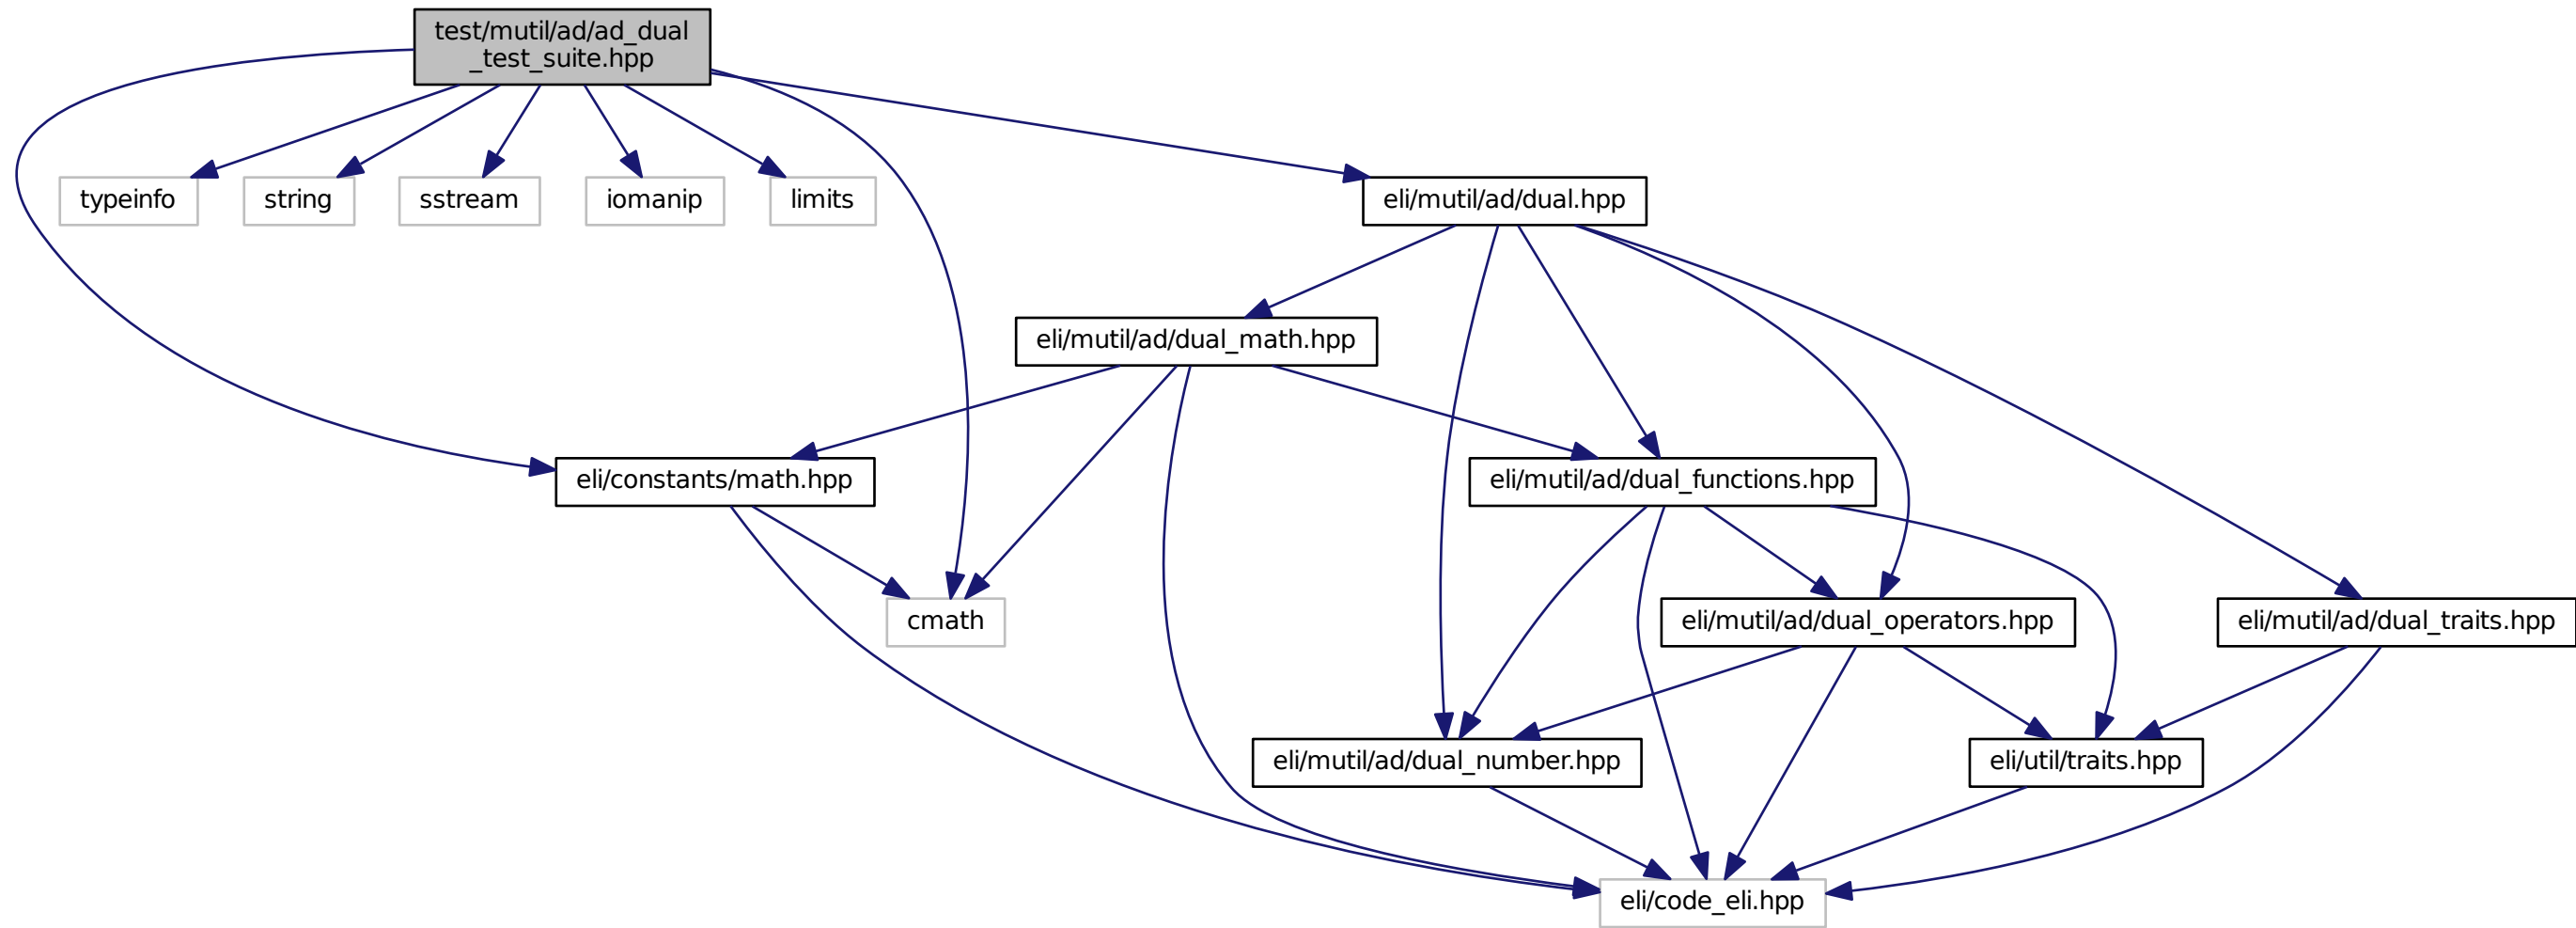 test/mutil/ad/ad_dual
_test_suite.hpp
typeinfo
string
sstream
iomanip
limits
eli/mutil/ad/dual.hpp
eli/mutil/ad/dual_math.hpp
eli/constants/math.hpp
eli/mutil/ad/dual_functions.hpp
cmath
eli/mutil/ad/dual_operators.hpp
eli/mutil/ad/dual_traits.hpp
eli/mutil/ad/dual_number.hpp
eli/util/traits.hpp
eli/code_eli.hpp